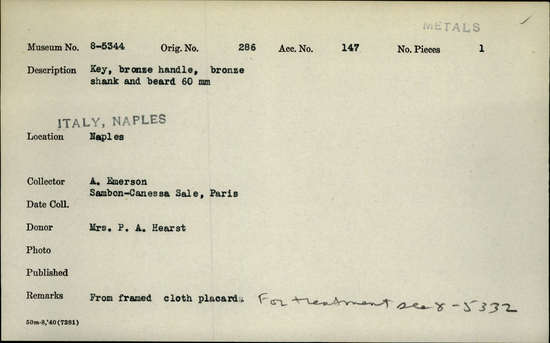 METALS
Museum No. 8-5344 Orig. No. 286 Acc. No. 147 No. Pieces 1
Description Key, bronze handle, bronze
shank and beard 60 mm
ITALY, NAPLES
Location Naples
Collector A. Emerson
Sambon-Canessa Sale, Paris
Date Coll.
Donor Mrs. P. A. Hearst
Photo
Published
Remarks From framed cloth placard. For treatment see 8-5332
50m-8,'40(7281)